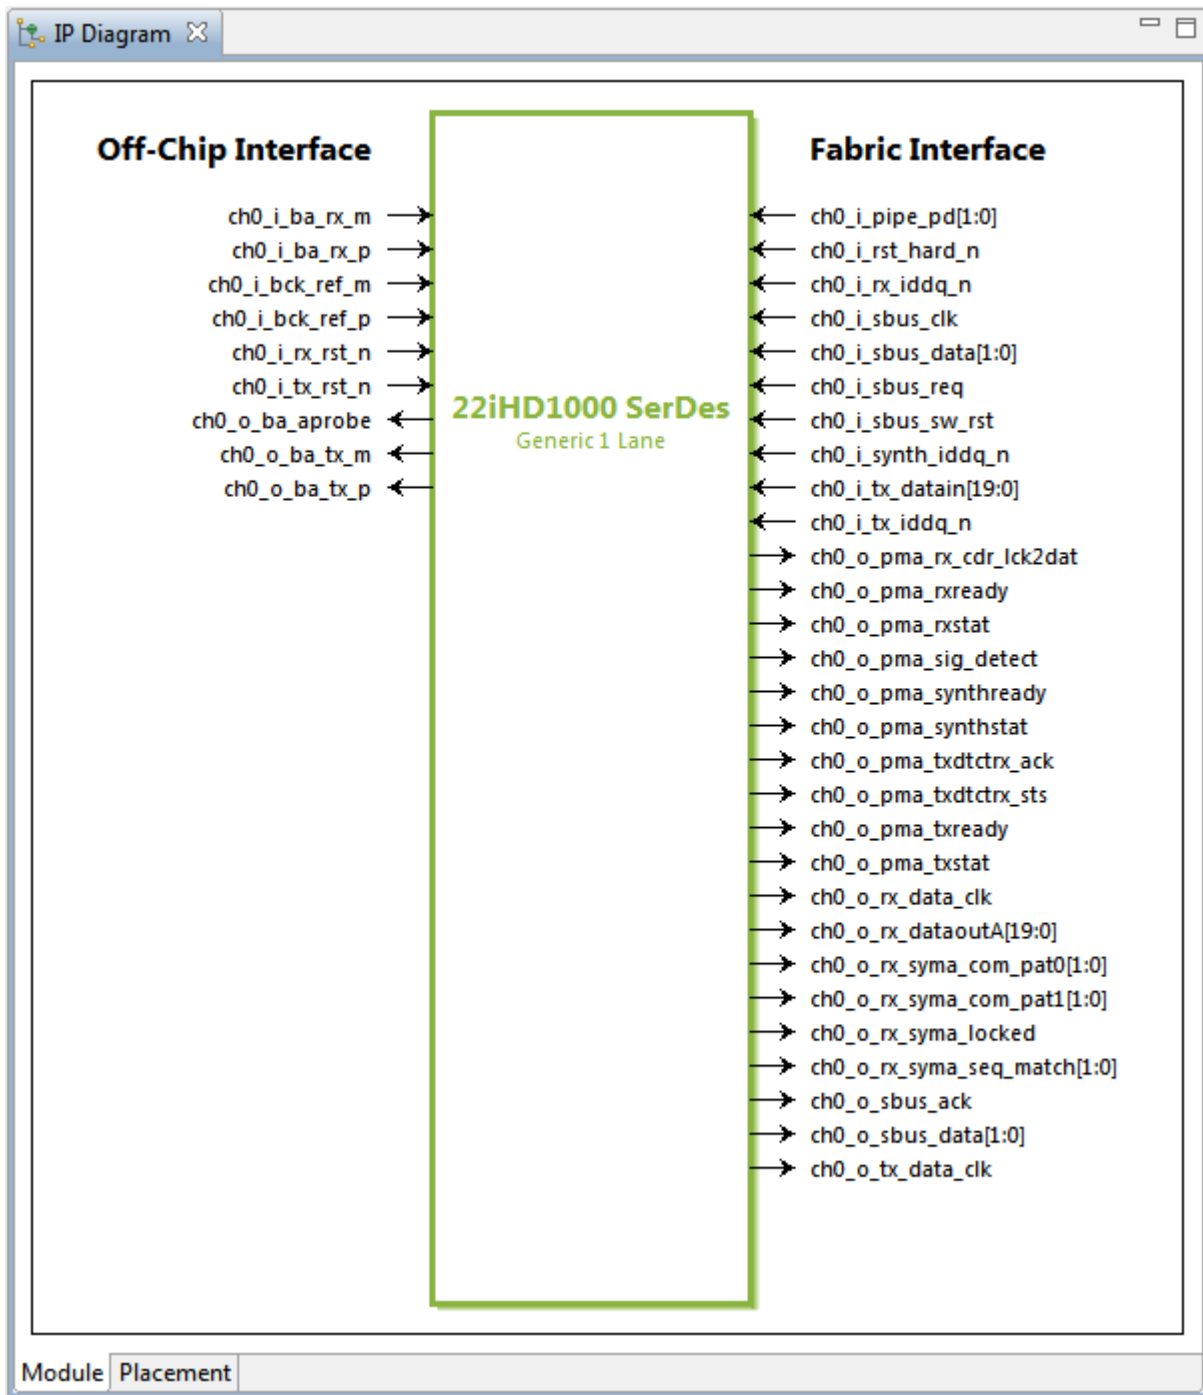 IP Diagram
Off-Chip Interface
ch0_i_ba_rx_m
ch0_i_ba_rx_p
ch0_i_bck_ref_m
ch0_i_bck_ref_p
ch0_i_rx_rst_n
ch0_i_tx_rst_n
ch0_o_ba_aprobe
ch0_o_ba_tx_m
ch0_o_ba_tx_p
22iHD1000 SerDes
Generic 1 Lane
Fabric Interface
ch0_i_pipe_pd[1:0]
ch0_i_rst_hard_n
ch0_i_rx_iddq_n
ch0_i_sbus_clk
ch0_i_sbus_data[1:0]
ch0_i_sbus_req
ch0_i_sbus_sw_rst
ch0_i_synth_iddq_n
ch0_i_tx_datain[19:0]
ch0_i_tx_iddq_n
ch0_o_pma_rx_cdr_lck2dat
ch0_o_pma_rxready
ch0_o_pma_rxstat
ch0_o_pma_sig_detect
ch0_o_pma_synthready
ch0_o_pma_synthstat
ch0_o_pma_txdtctrx_ack
ch0_o_pma_txdtctrx_sts
ch0_o_pma_txready
ch0_o_pma_txstat
ch0_o_rx_data_clk
ch0_o_rx_dataoutA[19:0]
ch0_o_rx_syma_com_pat0[1:0]
ch0_o_rx_syma_com_pat1[1:0]
ch0_o_rx_syma_locked
ch0_o_rx_syma_seq_match[1:0]
ch0_o_sbus_ack
ch0_o_sbus_data[1:0]
ch0_o_tx_data_clk
Module Placement